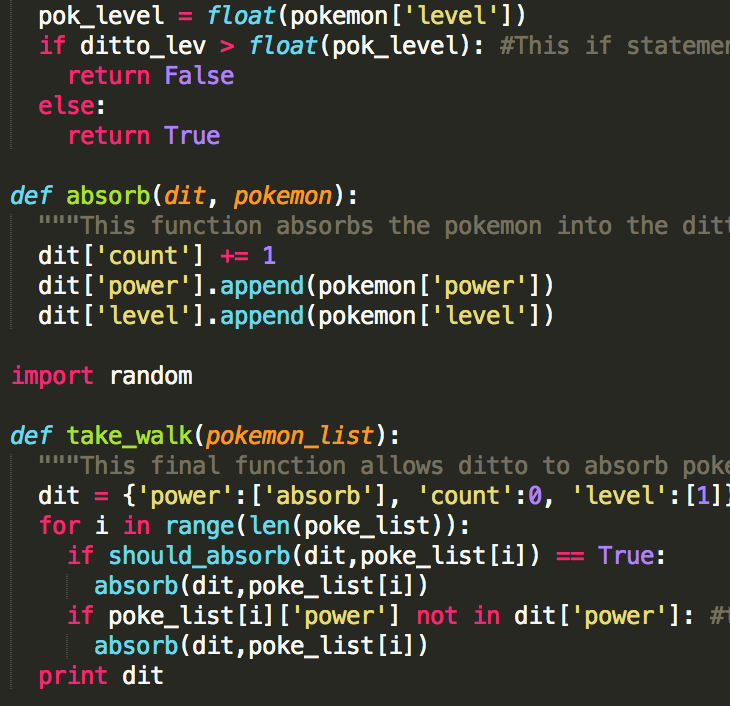 pok_level = float(pokemon['level'])
if ditto_lev > float(pok_level): #This if
return False
else:
return True
def absorb(dit, pokemon):
"""This function absorbs the pokemon into the
dit['count'] += 1
dit['power'].append(pokemon['power'])
dit['level'].append(pokemon['level'])
import random
def take_walk(pokemon_list):
"""This final function allows ditto to absorb
dit = {'power':['absorb'], 'count':0, 'level':[1]}
for i in range(len(poke_list)):
if should_absorb(dit,poke_list[i]) == True:
absorb(dit,poke_list[i])
if poke_list[i]['power'] not in dit['power']: #
absorb(dit,poke_list[i])
print dit